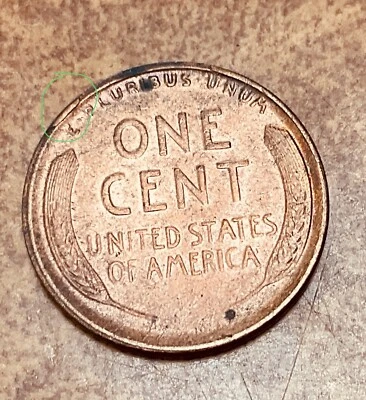 E PLURIBUS UNUM
ONE
CENT
UNITED STATES
OF AMERICA